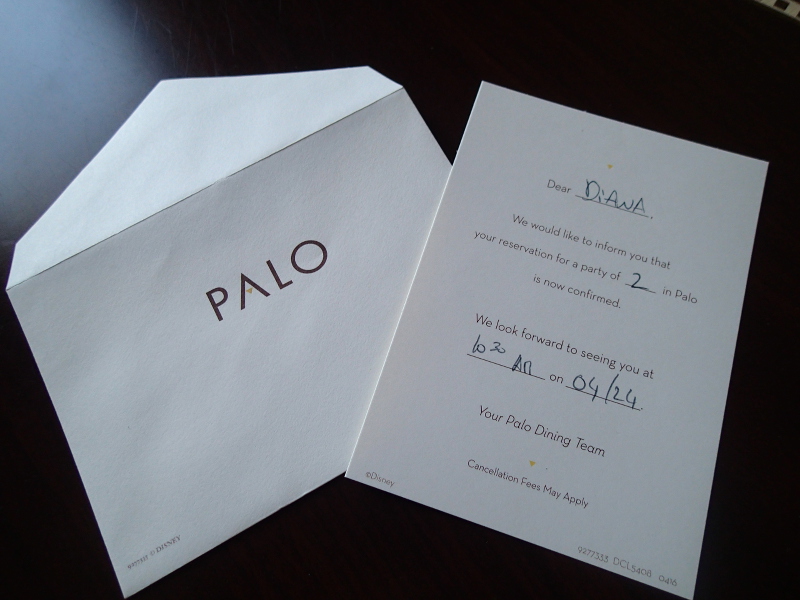 PALO
©DISNEY
Dear DiANA.
We would like to inform you that
your reservation for a party of 2 in Palo
is now confirmed.
We look forward to seeing you at
10 30 AM on 04/24.
Your Palo Dining Team
Cancellation Fees May Apply
©Disney
9277333 DCL5408 0416